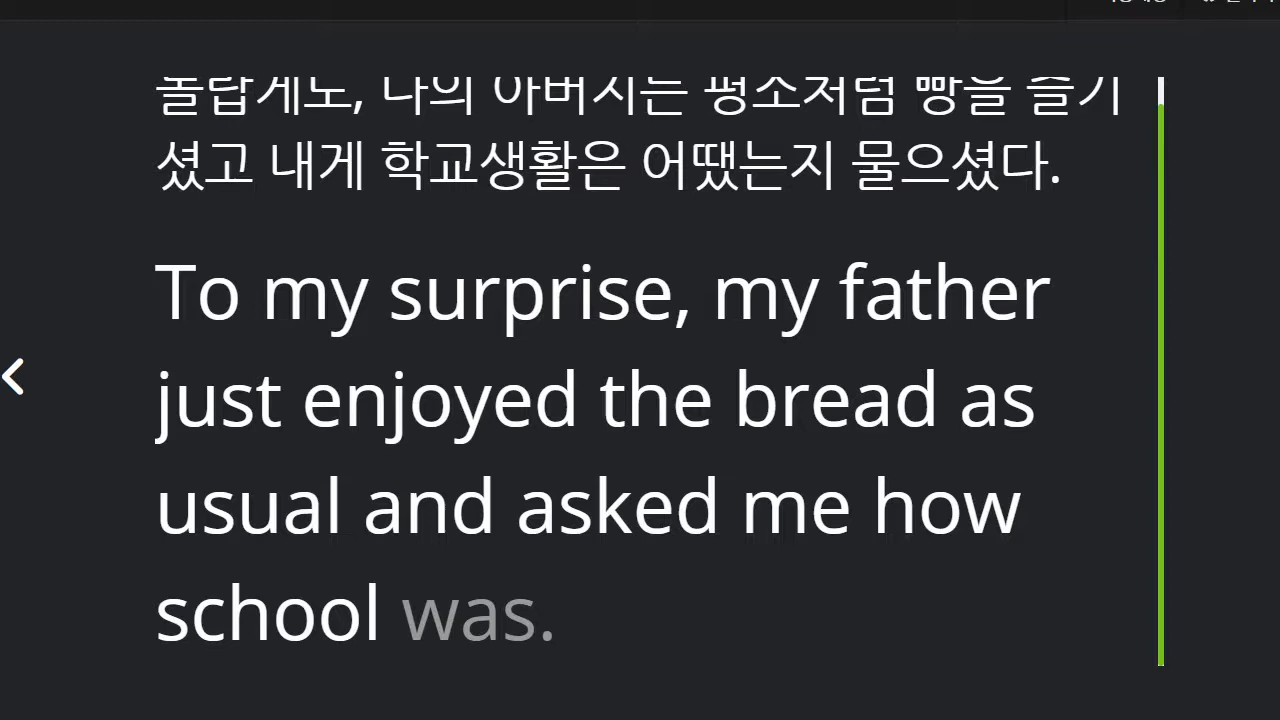 놀랍게도, 나의 아버지는 평소처럼 빵을 즐기
셨고 내게 학교생활은 어땠는지 물으셨다.
To my surprise, my father
just enjoyed the bread as
usual and asked me how
school was.